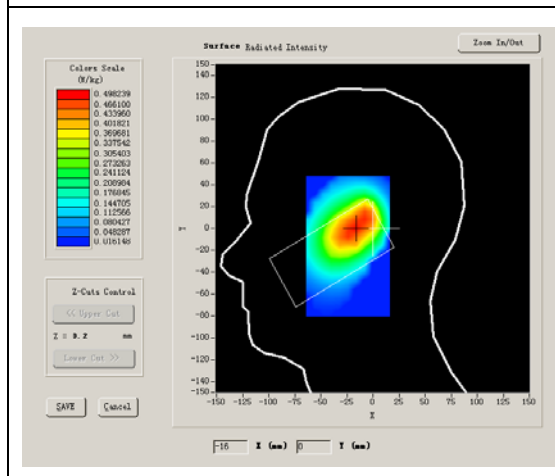 Surface Radiated Intensity
Zoom In/Out
Colors Scale
(W/kg)
0.498239
0.466100
0.433960
0.401821
0.369681
0.337542
0.305403
0.273263
0.241124
0.208984
0.176845
0.144705
0.112566
0.080427
0.048287
0.016148
150
140
120
100
80
60
40
20
0
-20
-40
-60
-80
-100
-120
-140
-150
Y
-150 -125 -100 -75 -50 -25 0 25 50 75 100 125 150
X
Z-Cuts Control
<< Upper Cut
Z = 0.2 mm
Lower Cut >>
SAVE
Cancel
-16 X (mm) 0 Y (mm)